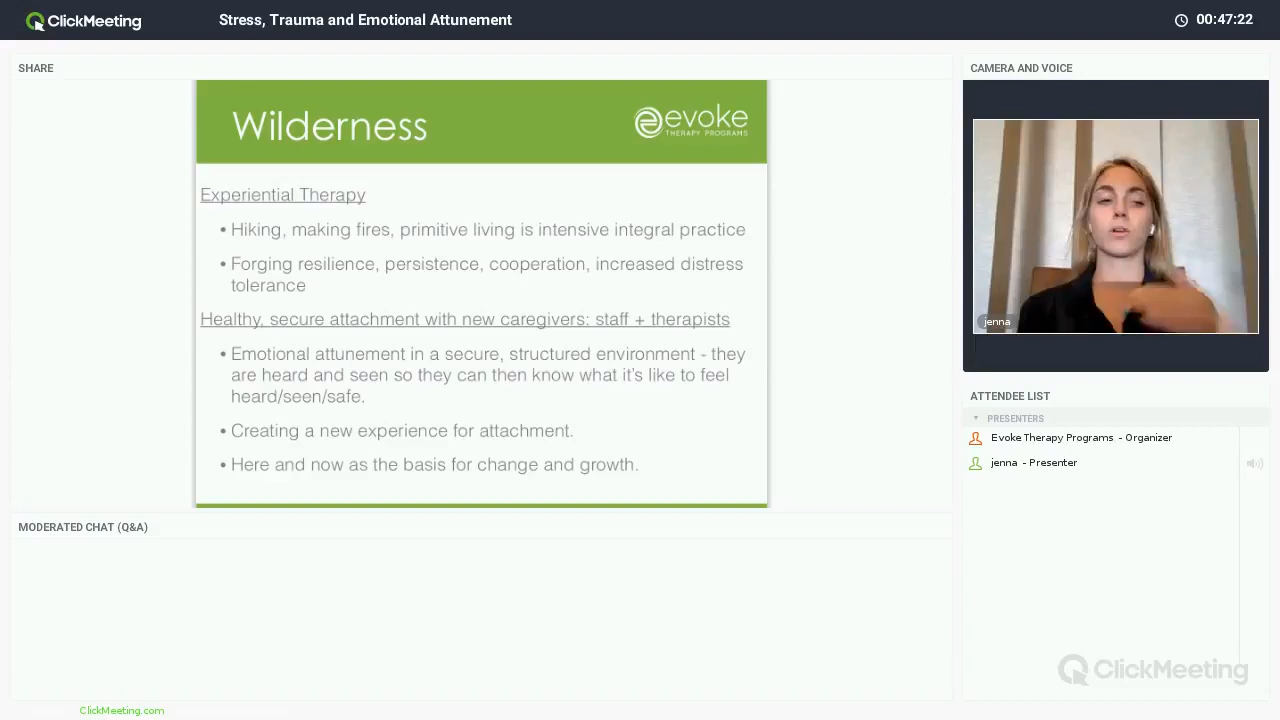 ClickMeeting
Stress, Trauma and Emotional Attunement
00:47:22
SHARE
Wilderness
evoke
THERAPY PROGRAMS
Experiential Therapy
• Hiking, making fires, primitive living is intensive integral practice
• Forging resilience, persistence, cooperation, increased distress
tolerance
Healthy, secure attachment with new caregivers: staff + therapists
• Emotional attunement in a secure, structured environment - they
are heard and seen so they can then know what it's like to feel
heard/seen/safe.
• Creating a new experience for attachment.
• Here and now as the basis for change and growth.
MODERATED CHAT (Q&A)
CAMERA AND VOICE
jenna
ATTENDEE LIST
PRESENTERS
Evoke Therapy Programs - Organizer
jenna - Presenter
ClickMeeting
ClickMeeting.com